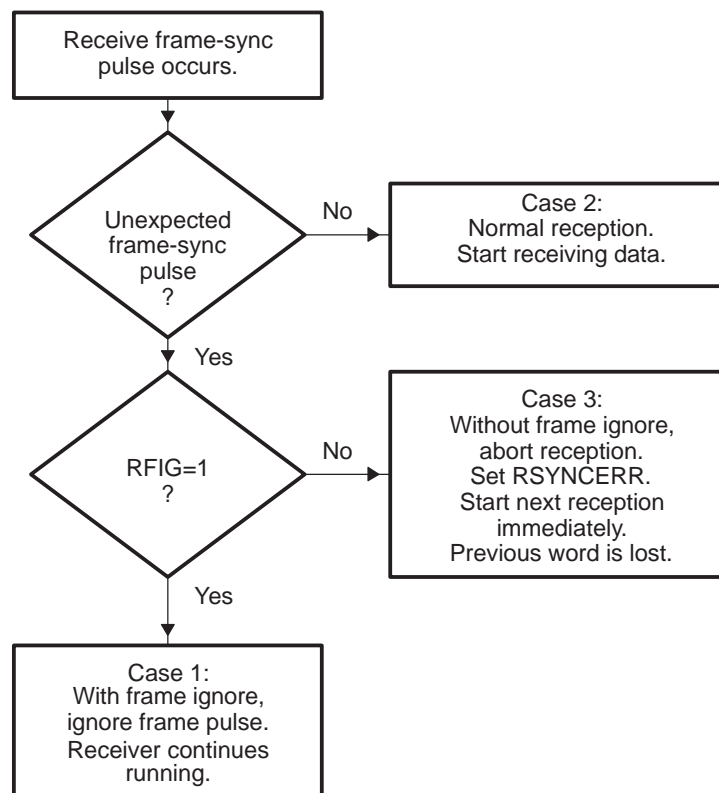 Receive frame-sync
pulse occurs.
Unexpected
frame-sync
pulse
?
No
Case 2:
Normal reception.
Start receiving data.
Yes
RFIG=1
?
No
Case 3:
Without frame ignore,
abort reception.
Set RSYNCERR.
Start next reception
immediately.
Previous word is lost.
Yes
Case 1:
With frame ignore,
ignore frame pulse.
Receiver continues
running.